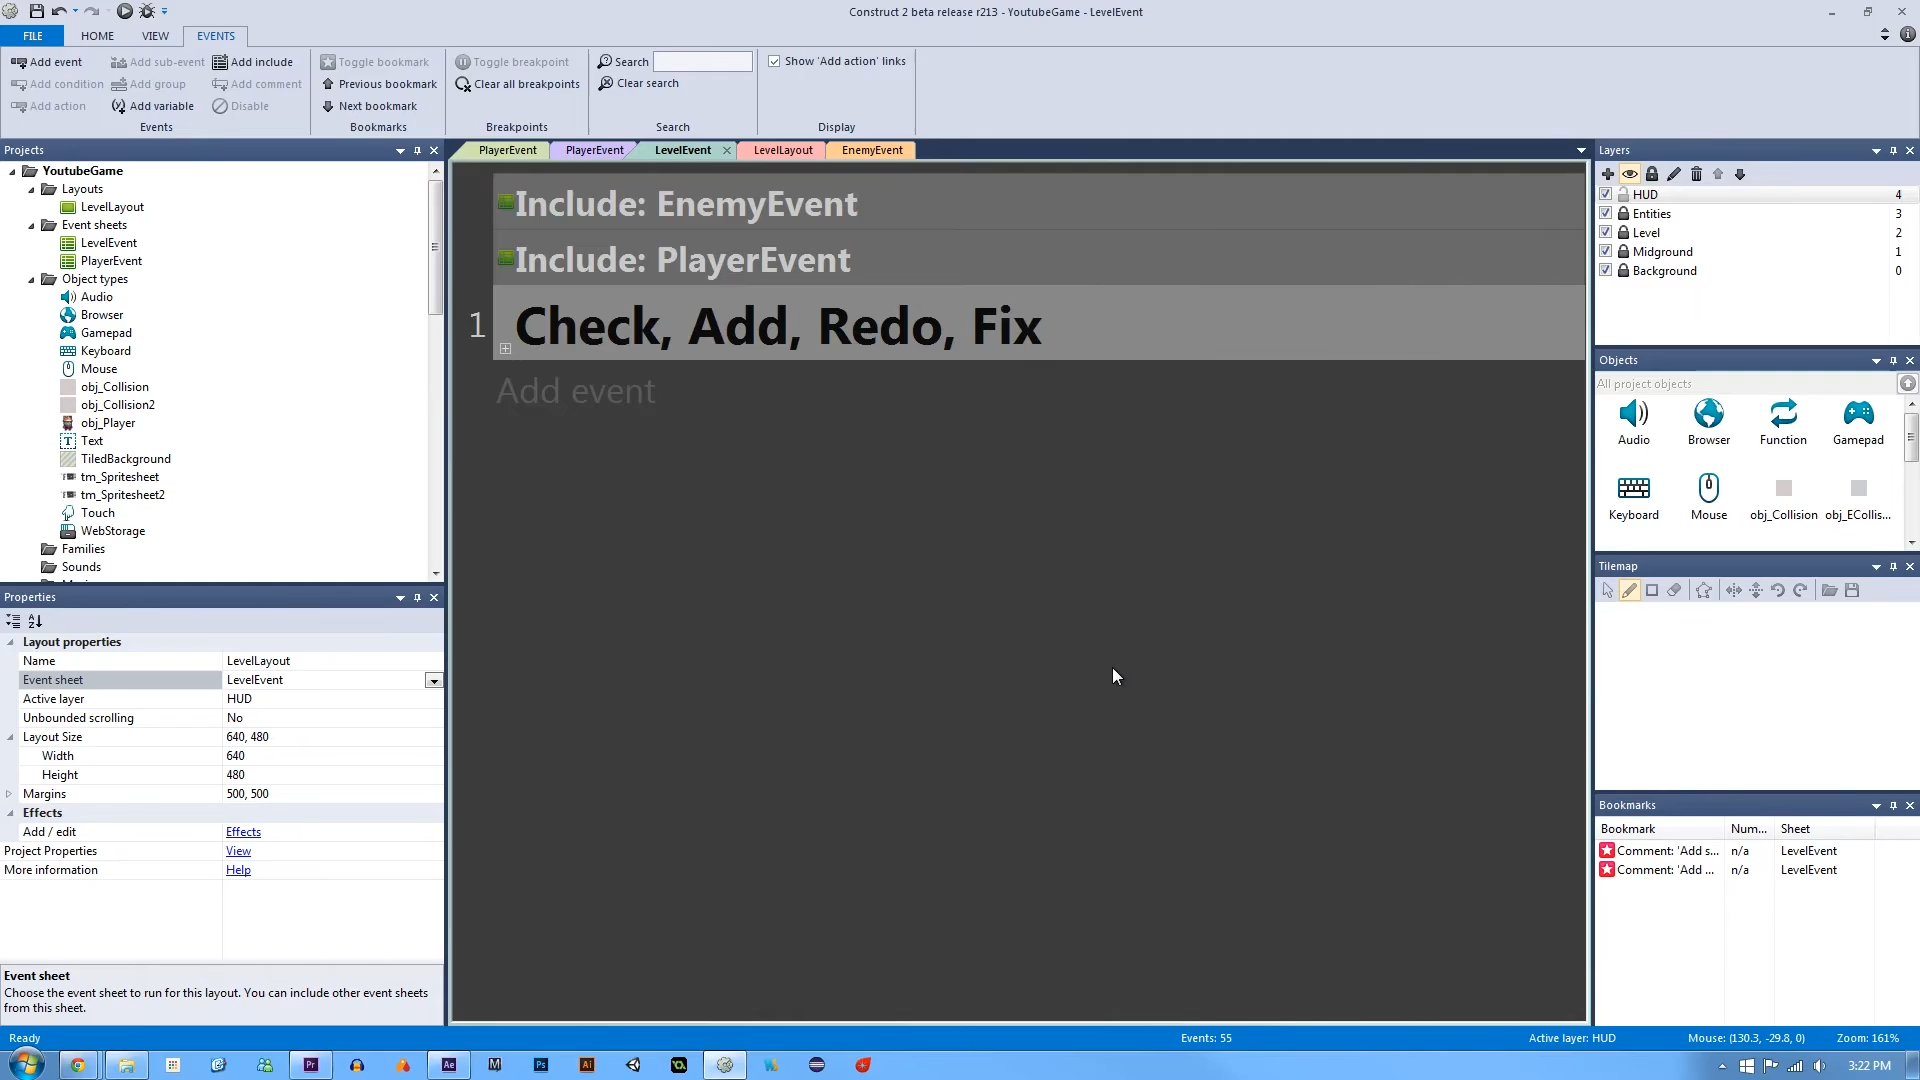 Construct 2 beta release r213 - YoutubeGame - LevelEvent
FILE HOME VIEW EVENTS
Add event Add sub-event Add include
Add condition Add group Add comment
Add action Add variable Disable
Events
Toggle bookmark
Previous bookmark
Next bookmark
Bookmarks
Toggle breakpoint
Clear all breakpoints
Breakpoints
Search
Clear search
Search
Show 'Add action' links
Display
Projects
YoutubeGame
Layouts
LevelLayout
Event sheets
LevelEvent
PlayerEvent
Object types
Audio
Browser
Gamepad
Keyboard
Mouse
obj_Collision
obj_Collision2
obj_Player
Text
TiledBackground
tm_Spritesheet
tm_Spritesheet2
Touch
WebStorage
Families
Sounds
Properties
Layout properties
Name LevelLayout
Event sheet LevelEvent
Active layer HUD
Unbounded scrolling No
Layout Size 640, 480
Width 640
Height 480
Margins 500, 500
Effects
Add / edit Effects
Project Properties View
More information Help
Event sheet
Choose the event sheet to run for this layout. You can include other event sheets
from this sheet.
PlayerEvent PlayerEvent LevelEvent LevelLayout EnemyEvent
Include: EnemyEvent
Include: PlayerEvent
1 Check, Add, Redo, Fix
Add event
Layers
HUD 4
Entities 3
Level 2
Midground 1
Background 0
Objects
All project objects
Audio Browser Function Gamepad
Keyboard Mouse obj_Collision obj_ECollis...
Tilemap
Bookmarks
Bookmark Num... Sheet
Comment: 'Add s... n/a LevelEvent
Comment: 'Add ... n/a LevelEvent
Ready Events: 55 Active layer: HUD Mouse: (130.3, -29.8, 0) Zoom: 161%
3:22 PM